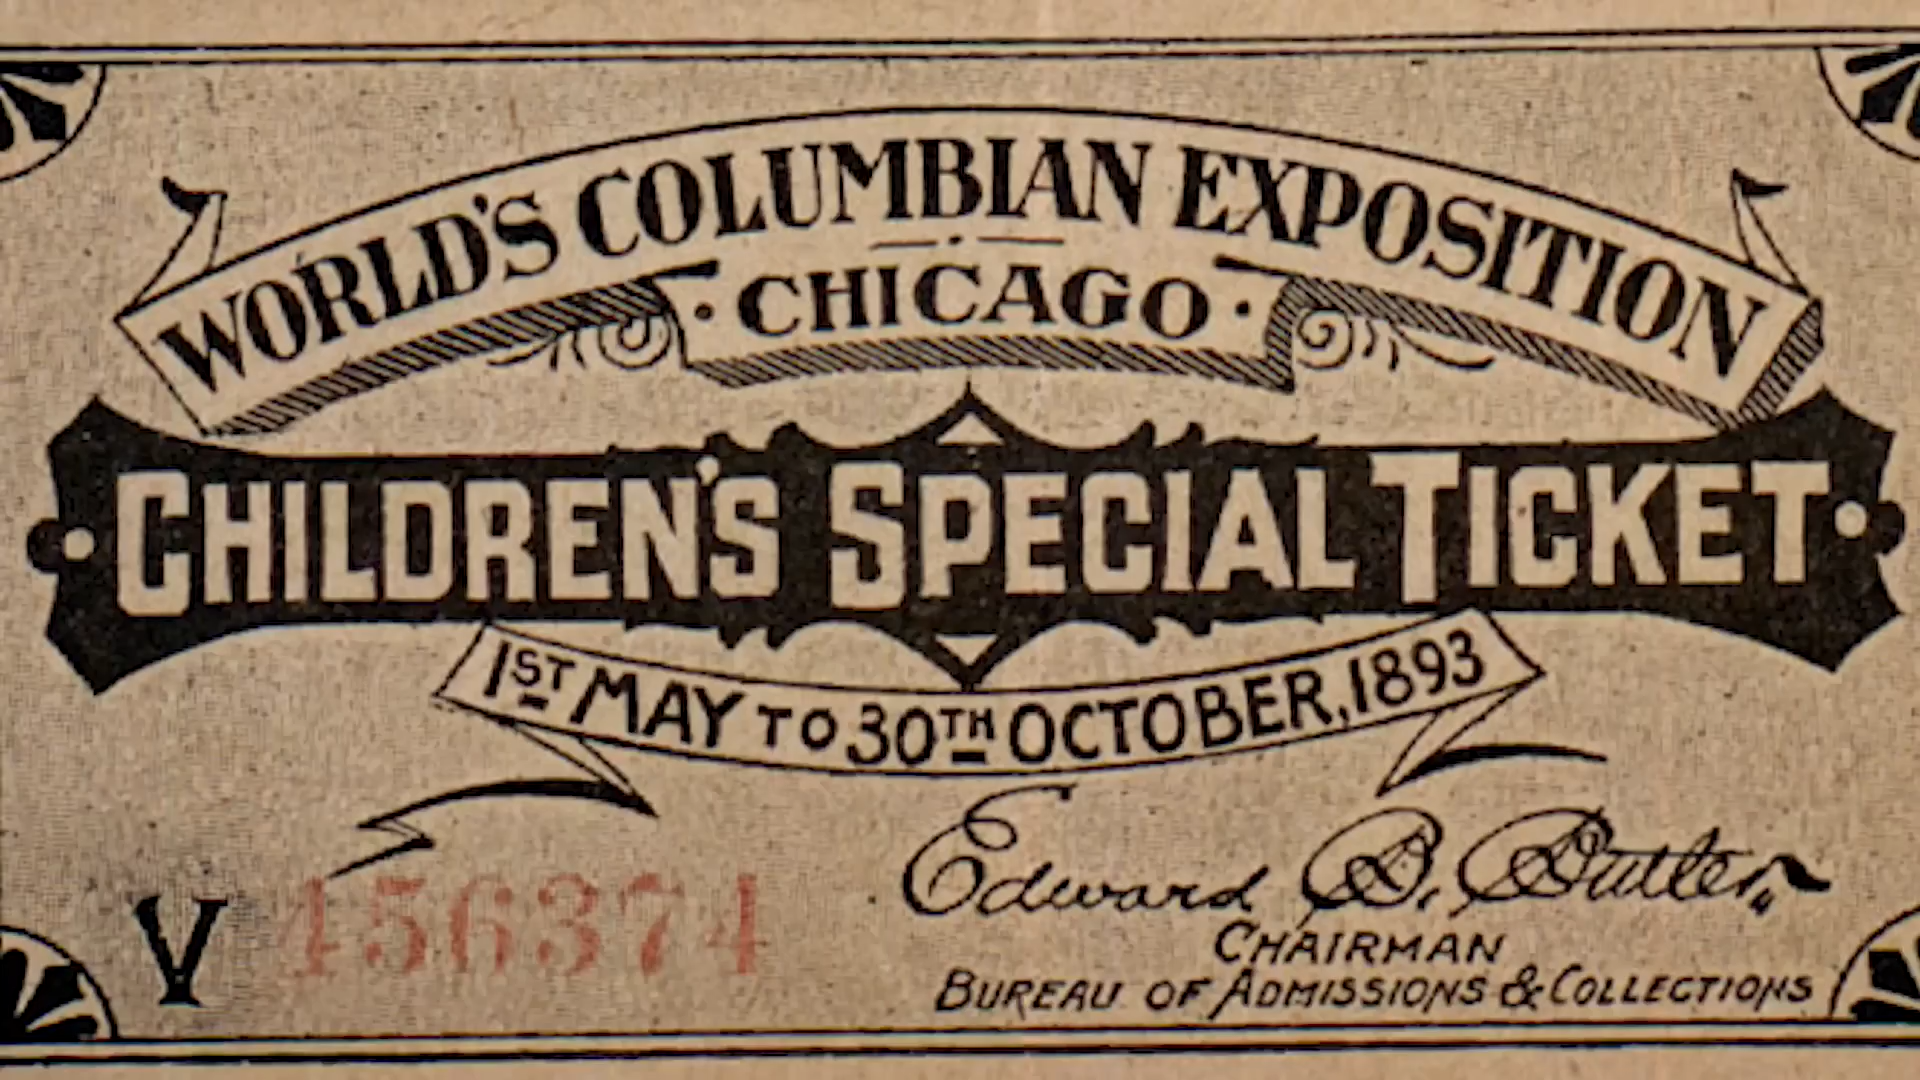 WORLD'S COLUMBIAN EXPOSITION
CHICAGO
CHILDREN'S SPECIAL TICKET
1ST MAY TO 30TH OCTOBER, 1893
V 156374
Edward B. Butler
CHAIRMAN
BUREAU OF ADMISSIONS & COLLECTIONS